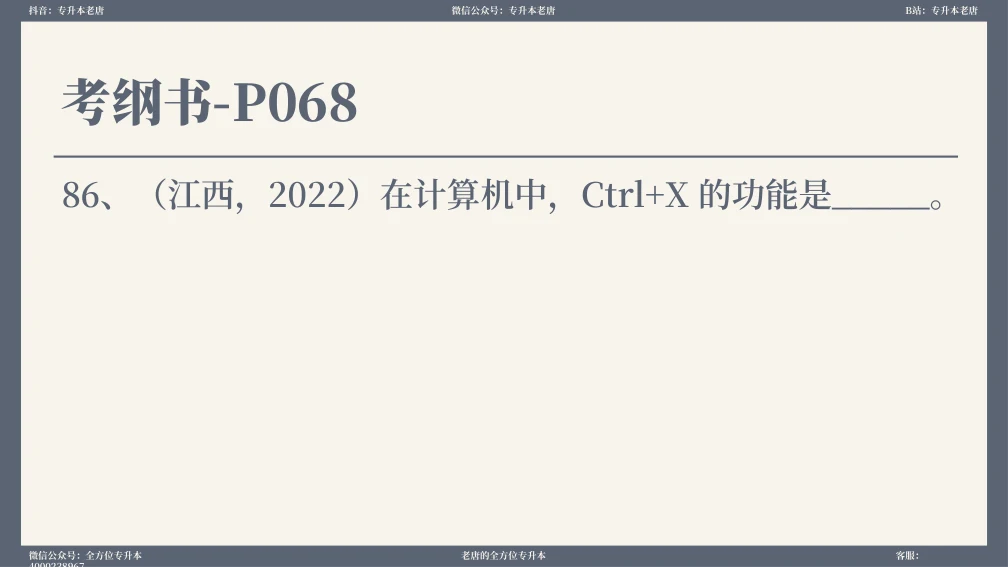 抖音：专升本老唐
微信公众号：专升本老唐
B站：专升本老唐
考纲书-P068
86、（江西，2022）在计算机中，Ctrl+X 的功能是______。
微信公众号：全方位专升本
老唐的全方位专升本
客服：
4000238967